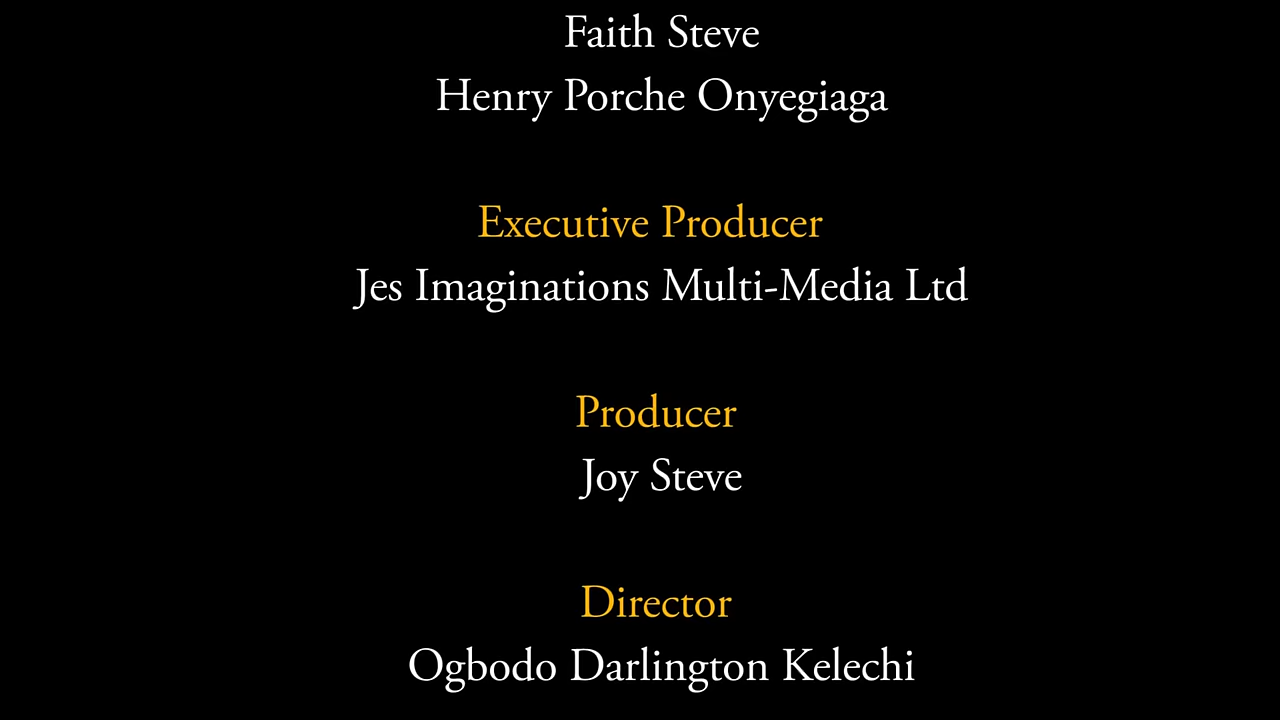 Faith Steve
Henry Porche Onyegiaga
Executive Producer
Jes Imaginations Multi-Media Ltd
Producer
Joy Steve
Director
Ogbodo Darlington Kelechi